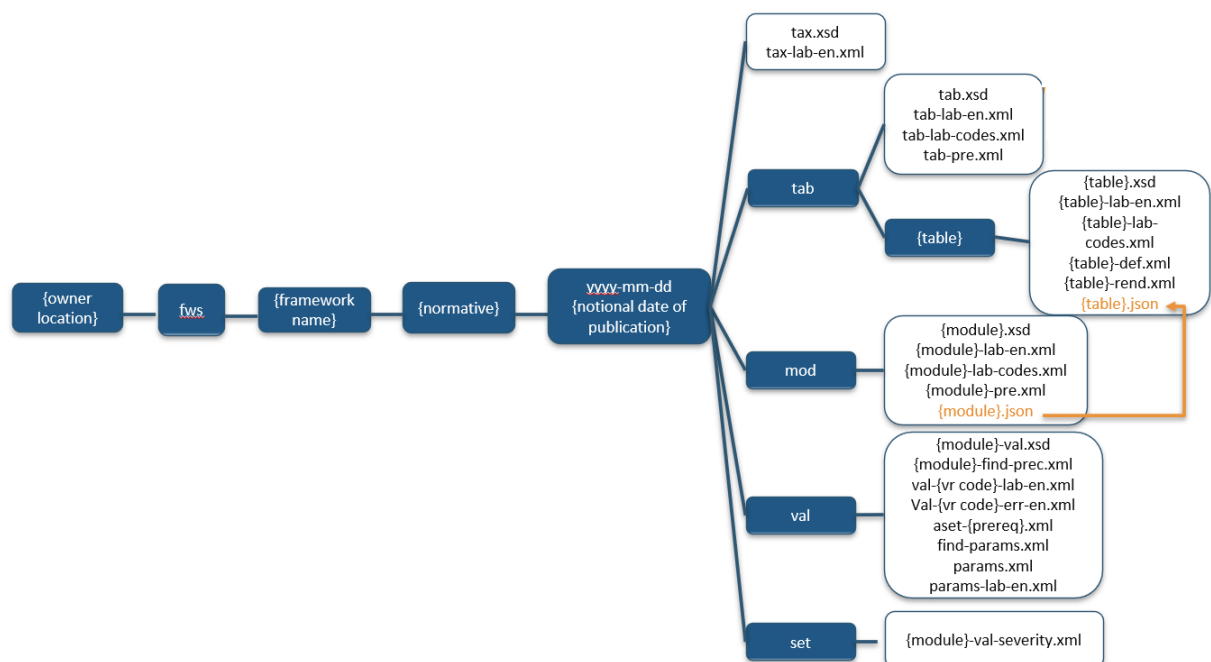 tax.xsd
tax-lab-en.xml
tab.xsd
tab-lab-en.xml
tab-lab-codes.xml
tab-pre.xml
tab
{table}
{table}.xsd
{table}-lab-en.xml
{table}-lab-
codes.xml
{table}-def.xml
{table}-rend.xml
{table}.json
{owner
location}
fws
{framework
name}
{normative}
yyyy-mm-dd
{notional date of
publication}
mod
{module}.xsd
{module}-lab-en.xml
{module}-lab-codes.xml
{module}-pre.xml
{module}.json
val
{module}-val.xsd
{module}-find-prec.xml
val-{vr code}-lab-en.xml
Val-{vr code}-err-en.xml
aset-{prereq}.xml
find-params.xml
params.xml
params-lab-en.xml
set
{module}-val-severity.xml